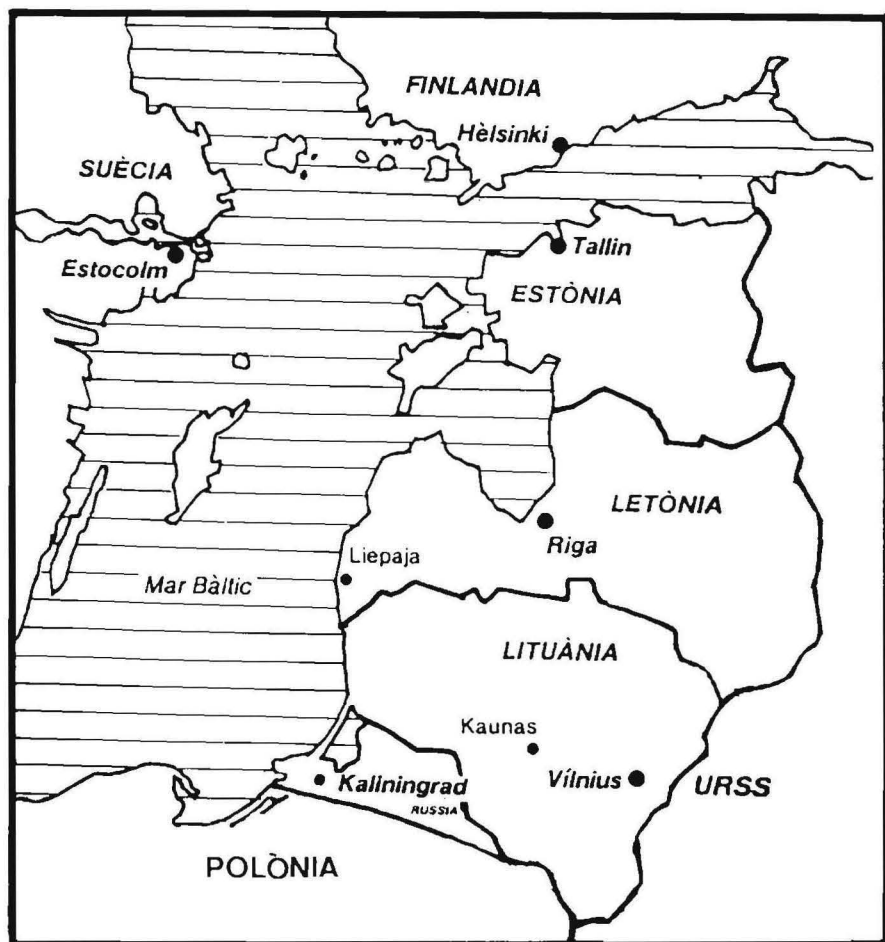 FINLANDIA
Hèlsinki
SUÈCIA
Estocolm
Tallin
ESTÒNIA
LETÒNIA
Riga
Liepaja
Mar Bàltic
LITUÀNIA
Kaunas
Vílnius
URSS
Kaliningrad
RUSSIA
POLÒNIA